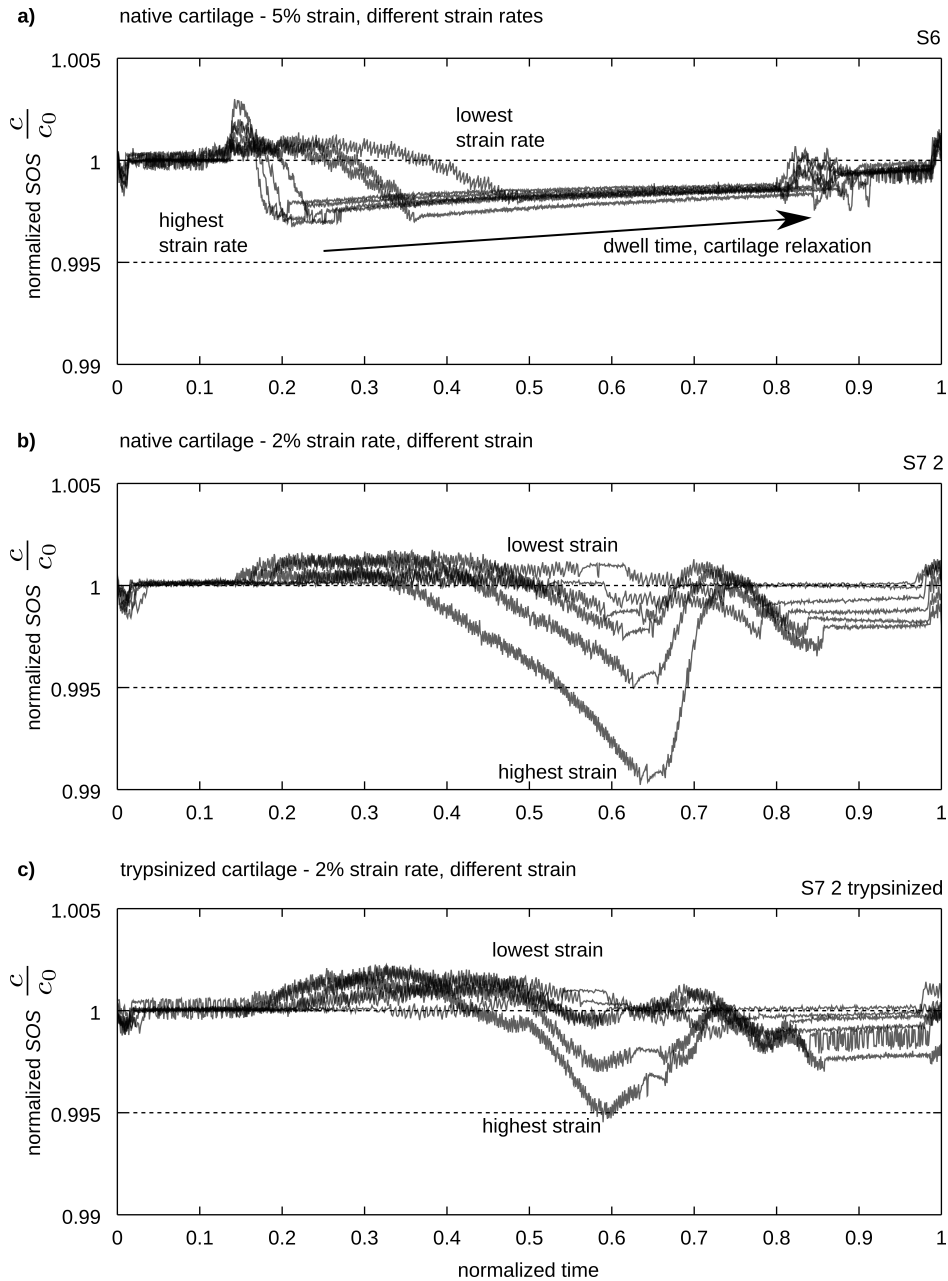 a) native cartilage - 5% strain, different strain rates
S6
1.005
1
0.995
0.99
normalized SOS c/c0
lowest
strain rate
highest
strain rate
dwell time, cartilage relaxation
0 0.1 0.2 0.3 0.4 0.5 0.6 0.7 0.8 0.9 1
b) native cartilage - 2% strain rate, different strain
S7 2
1.005
1
0.995
0.99
normalized SOS c/c0
lowest strain
highest strain
0 0.1 0.2 0.3 0.4 0.5 0.6 0.7 0.8 0.9 1
c) trypsinized cartilage - 2% strain rate, different strain
S7 2 trypsinized
1.005
1
0.995
0.99
normalized SOS c/c0
lowest strain
highest strain
0 0.1 0.2 0.3 0.4 0.5 0.6 0.7 0.8 0.9 1
normalized time